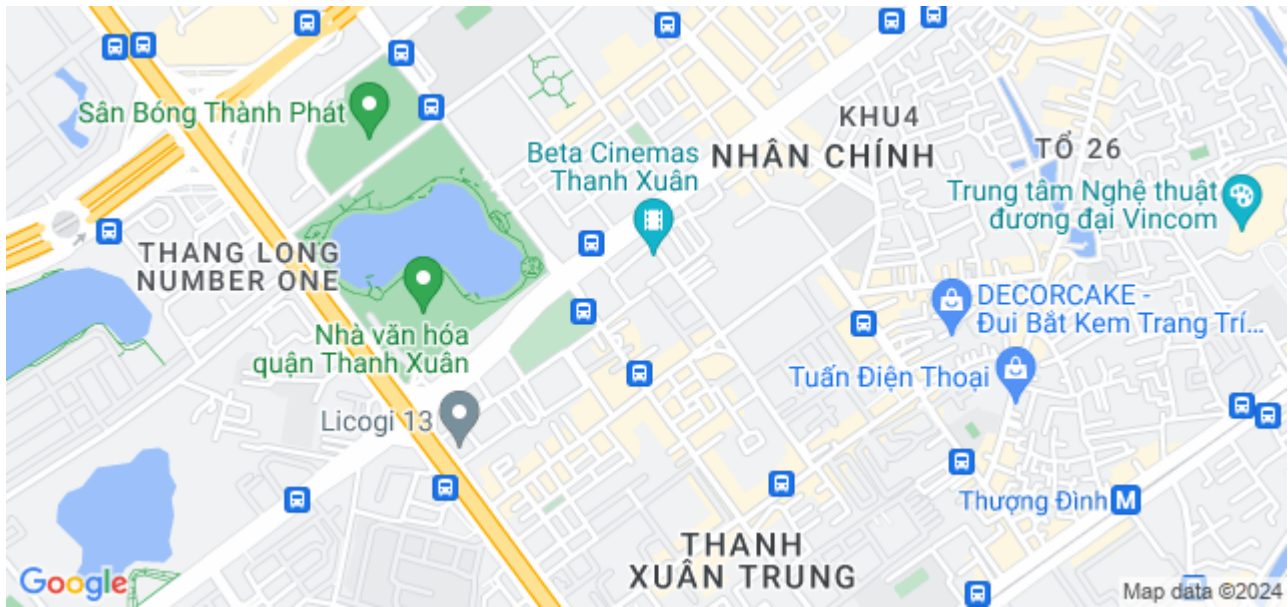 Sân Bóng Thành Phát
KHU4
Beta Cinemas
Thanh Xuân
NHÂN CHÍNH
TỔ 26
Trung tâm Nghệ thuật
đương đại Vincom
THANG LONG
NUMBER ONE
DECORCAKE -
Đui Bắt Kem Trang Trí...
Nhà văn hóa
quận Thanh Xuân
Tuấn Điện Thoại
Licogi 13
Thượng Đình M
THANH
XUÂN TRUNG
Google
Map data ©2024